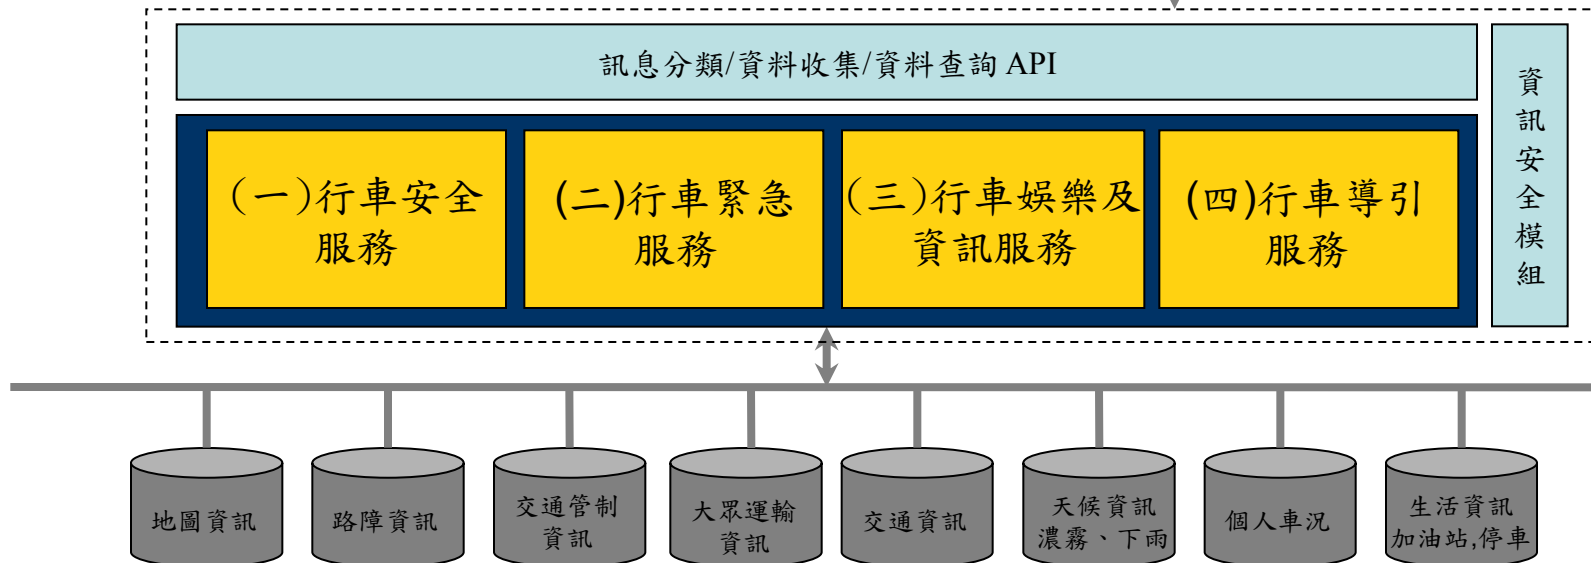 訊息分類/資料收集/資料查詢 API
資
訊
安
全
模
組
(一)行車安全
服務
(二)行車緊急
服務
(三)行車娛樂及
資訊服務
(四)行車導引
服務
地圖資訊
路障資訊
交通管制
資訊
大眾運輸
資訊
交通資訊
天候資訊
濃霧、下雨
個人車況
生活資訊
加油站,停車